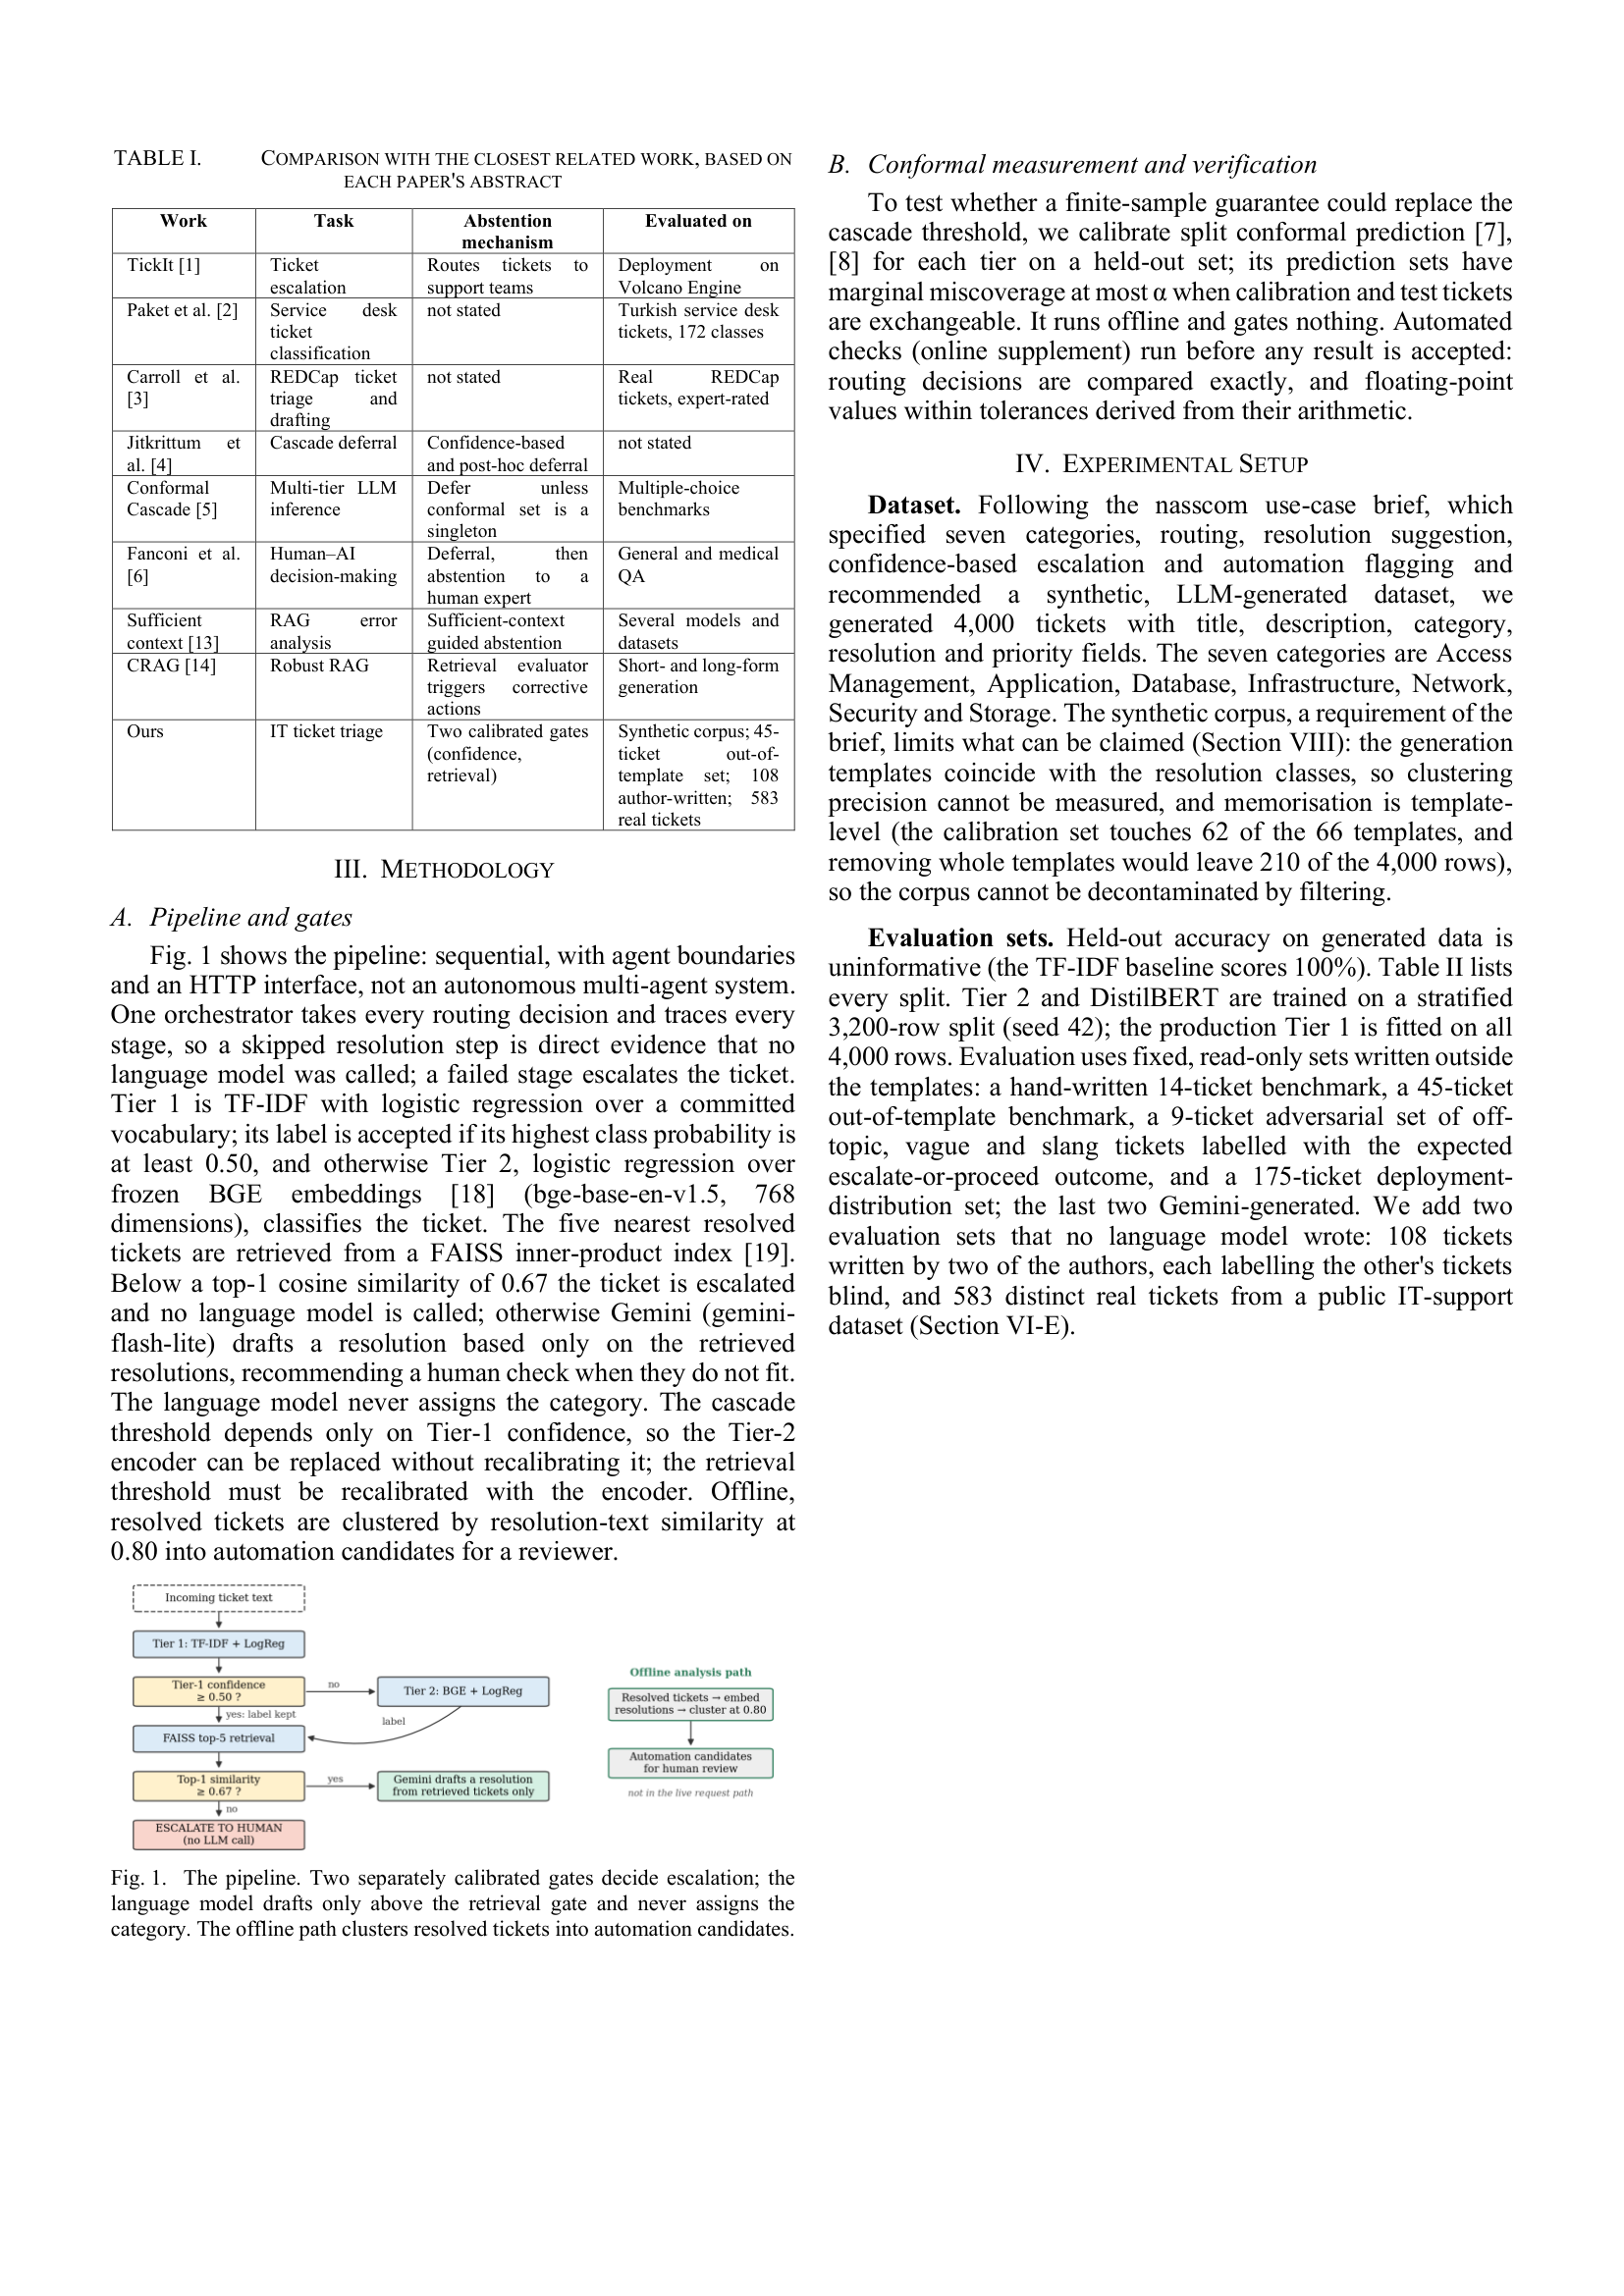 TABLE I. COMPARISON WITH THE CLOSEST RELATED WORK, BASED ON
EACH PAPER'S ABSTRACT
Work Task Abstention mechanism Evaluated on
TickIt [1] Ticket escalation Routes tickets to support teams Deployment on Volcano Engine
Paket et al. [2] Service desk ticket classification not stated Turkish service desk tickets, 172 classes
Carroll et al. [3] REDCap ticket triage and drafting not stated Real REDCap tickets, expert-rated
Jitkrittum et al. [4] Cascade deferral Confidence-based and post-hoc deferral not stated
Conformal Cascade [5] Multi-tier LLM inference Defer unless conformal set is a singleton Multiple-choice benchmarks
Fanconi et al. [6] Human–AI decision-making Deferral, then abstention to a human expert General and medical QA
Sufficient context [13] RAG error analysis Sufficient-context guided abstention Several models and datasets
CRAG [14] Robust RAG Retrieval evaluator triggers corrective actions Short- and long-form generation
Ours IT ticket triage Two calibrated gates (confidence, retrieval) Synthetic corpus; 45-ticket out-of-template set; 108 author-written; 583 real tickets
III. METHODOLOGY
A. Pipeline and gates
Fig. 1 shows the pipeline: sequential, with agent boundaries
and an HTTP interface, not an autonomous multi-agent system.
One orchestrator takes every routing decision and traces every
stage, so a skipped resolution step is direct evidence that no
language model was called; a failed stage escalates the ticket.
Tier 1 is TF-IDF with logistic regression over a committed
vocabulary; its label is accepted if its highest class probability is
at least 0.50, and otherwise Tier 2, logistic regression over
frozen BGE embeddings [18] (bge-base-en-v1.5, 768
dimensions), classifies the ticket. The five nearest resolved
tickets are retrieved from a FAISS inner-product index [19].
Below a top-1 cosine similarity of 0.67 the ticket is escalated
and no language model is called; otherwise Gemini (gemini-
flash-lite) drafts a resolution based only on the retrieved
resolutions, recommending a human check when they do not fit.
The language model never assigns the category. The cascade
threshold depends only on Tier-1 confidence, so the Tier-2
encoder can be replaced without recalibrating it; the retrieval
threshold must be recalibrated with the encoder. Offline,
resolved tickets are clustered by resolution-text similarity at
0.80 into automation candidates for a reviewer.
Incoming ticket text
Tier 1: TF-IDF + LogReg
Tier-1 confidence
≥ 0.50 ?
no
Tier 2: BGE + LogReg
yes: label kept
label
FAISS top-5 retrieval
Top-1 similarity
≥ 0.67 ?
yes
Gemini drafts a resolution
from retrieved tickets only
no
ESCALATE TO HUMAN
(no LLM call)
Offline analysis path
Resolved tickets → embed
resolutions → cluster at 0.80
Automation candidates
for human review
not in the live request path
Fig. 1. The pipeline. Two separately calibrated gates decide escalation; the
language model drafts only above the retrieval gate and never assigns the
category. The offline path clusters resolved tickets into automation candidates.
B. Conformal measurement and verification
To test whether a finite-sample guarantee could replace the
cascade threshold, we calibrate split conformal prediction [7],
[8] for each tier on a held-out set; its prediction sets have
marginal miscoverage at most α when calibration and test tickets
are exchangeable. It runs offline and gates nothing. Automated
checks (online supplement) run before any result is accepted:
routing decisions are compared exactly, and floating-point
values within tolerances derived from their arithmetic.
IV. EXPERIMENTAL SETUP
Dataset. Following the nasscom use-case brief, which
specified seven categories, routing, resolution suggestion,
confidence-based escalation and automation flagging and
recommended a synthetic, LLM-generated dataset, we
generated 4,000 tickets with title, description, category,
resolution and priority fields. The seven categories are Access
Management, Application, Database, Infrastructure, Network,
Security and Storage. The synthetic corpus, a requirement of the
brief, limits what can be claimed (Section VIII): the generation
templates coincide with the resolution classes, so clustering
precision cannot be measured, and memorisation is template-
level (the calibration set touches 62 of the 66 templates, and
removing whole templates would leave 210 of the 4,000 rows),
so the corpus cannot be decontaminated by filtering.
Evaluation sets. Held-out accuracy on generated data is
uninformative (the TF-IDF baseline scores 100%). Table II lists
every split. Tier 2 and DistilBERT are trained on a stratified
3,200-row split (seed 42); the production Tier 1 is fitted on all
4,000 rows. Evaluation uses fixed, read-only sets written outside
the templates: a hand-written 14-ticket benchmark, a 45-ticket
out-of-template benchmark, a 9-ticket adversarial set of off-
topic, vague and slang tickets labelled with the expected
escalate-or-proceed outcome, and a 175-ticket deployment-
distribution set; the last two Gemini-generated. We add two
evaluation sets that no language model wrote: 108 tickets
written by two of the authors, each labelling the other's tickets
blind, and 583 distinct real tickets from a public IT-support
dataset (Section VI-E).